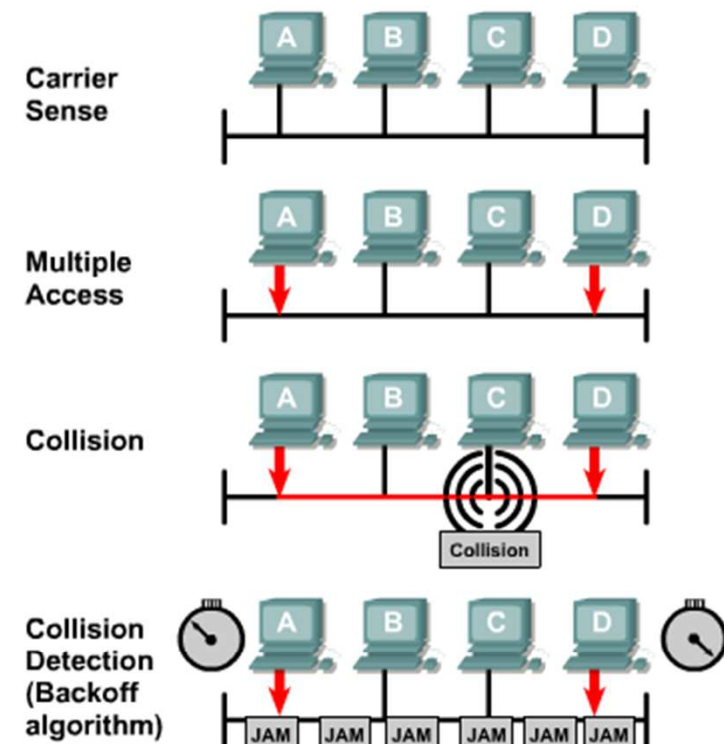 Carrier
Sense
A B C D
Multiple
Access
A B C D
Collision
A B C D
Collision
Collision
Detection
(Backoff
algorithm)
A B C D
JAM JAM JAM JAM JAM JAM